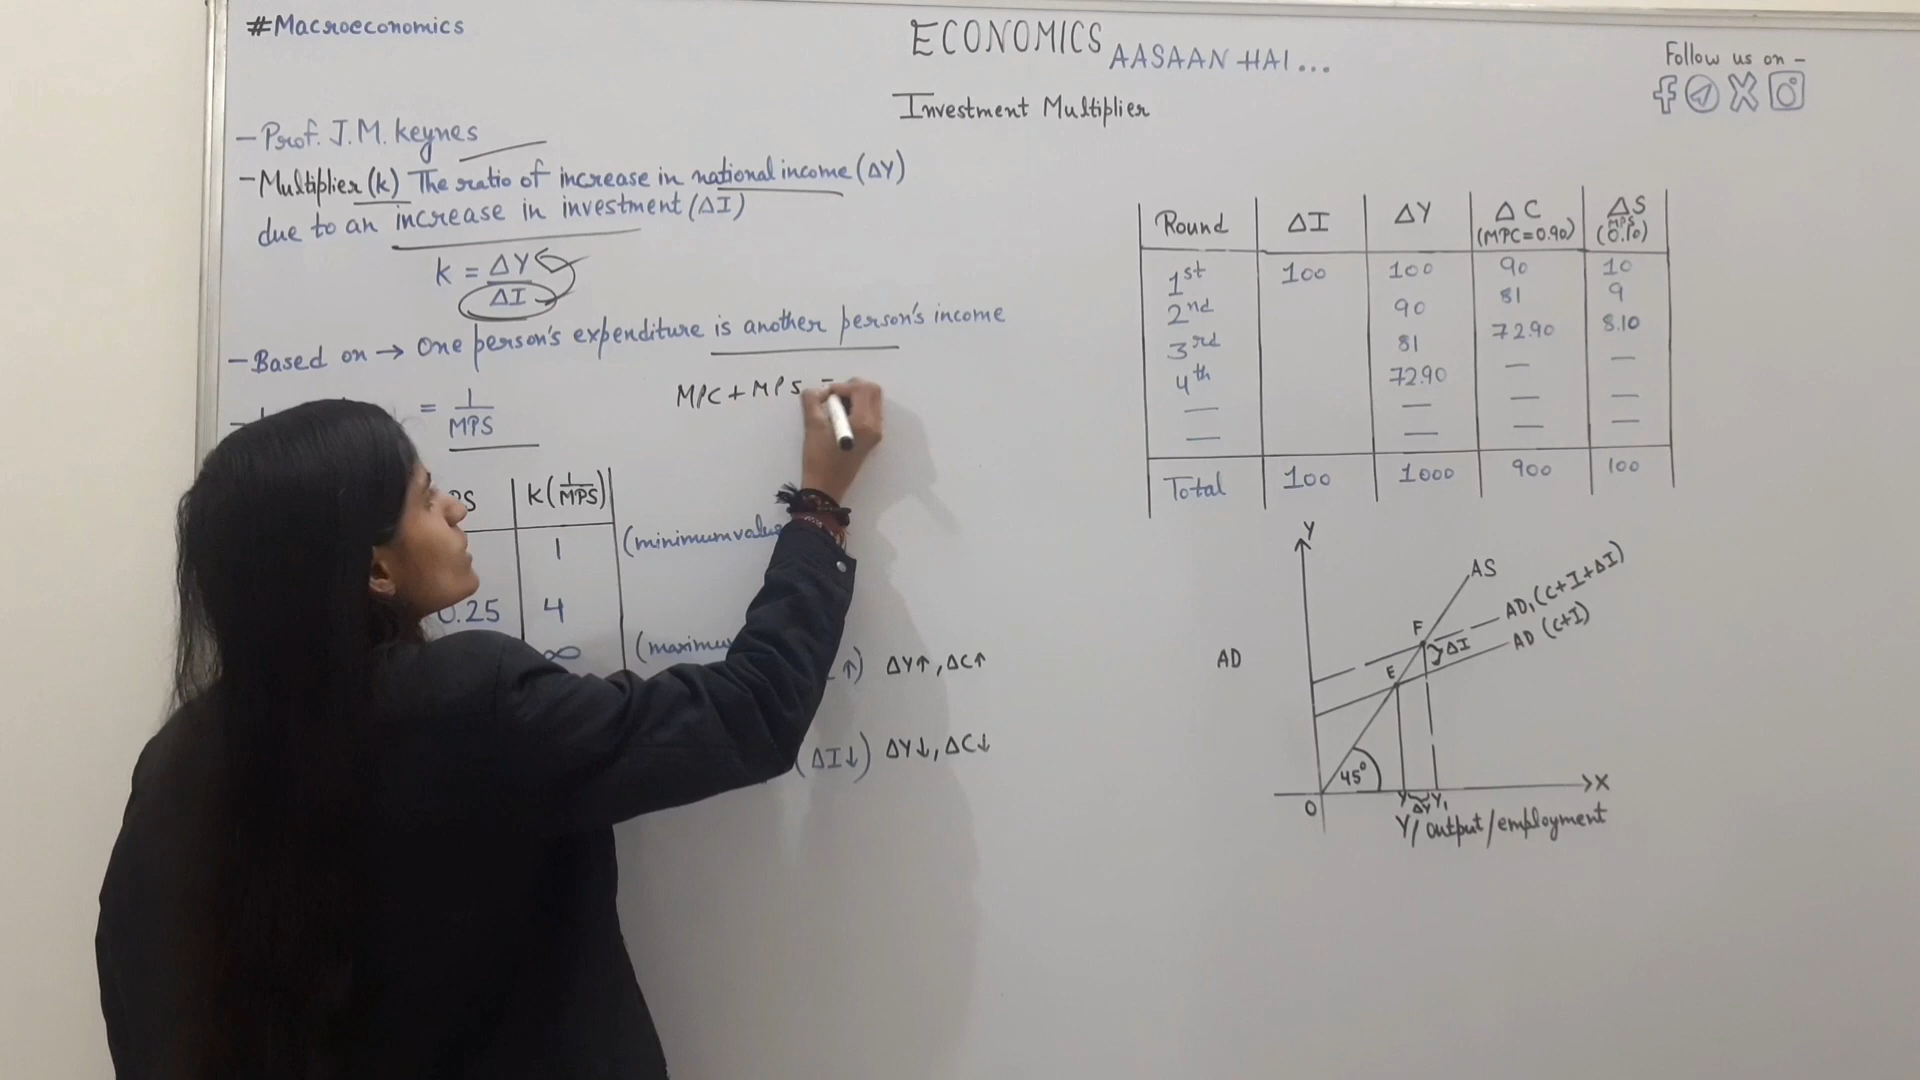 #Macroeconomics
ECONOMICS AASAAN HAI...
Follow us on -
Investment Multiplier
- Prof. J.M. Keynes
- Multiplier (k) The ratio of increase in national income (ΔY)
due to an increase in investment (ΔI)
k = ΔY
ΔI
- Based on → One person's expenditure is another person's income
MPC + MPS =
= 1
MPS
k (1/MPS)
1 (minimum value
0.25 4
∞
↑) ΔY↑, ΔC↑
(ΔI↓) ΔY↓, ΔC↓
Round ΔI ΔY ΔC (MPC=0.90) ΔS MPS (0.10)
1st 100 100 90 10
2nd 90 81 9
3rd 81 72.90 8.10
4th 72.90 — —
— — — —
— — — —
Total 100 1000 900 100
Y
AS
AD₁ (C+I+ΔI)
AD (C+I)
F
ΔI
E
AD
45°
O
Y ΔY Y₁
X
Y/output/employment